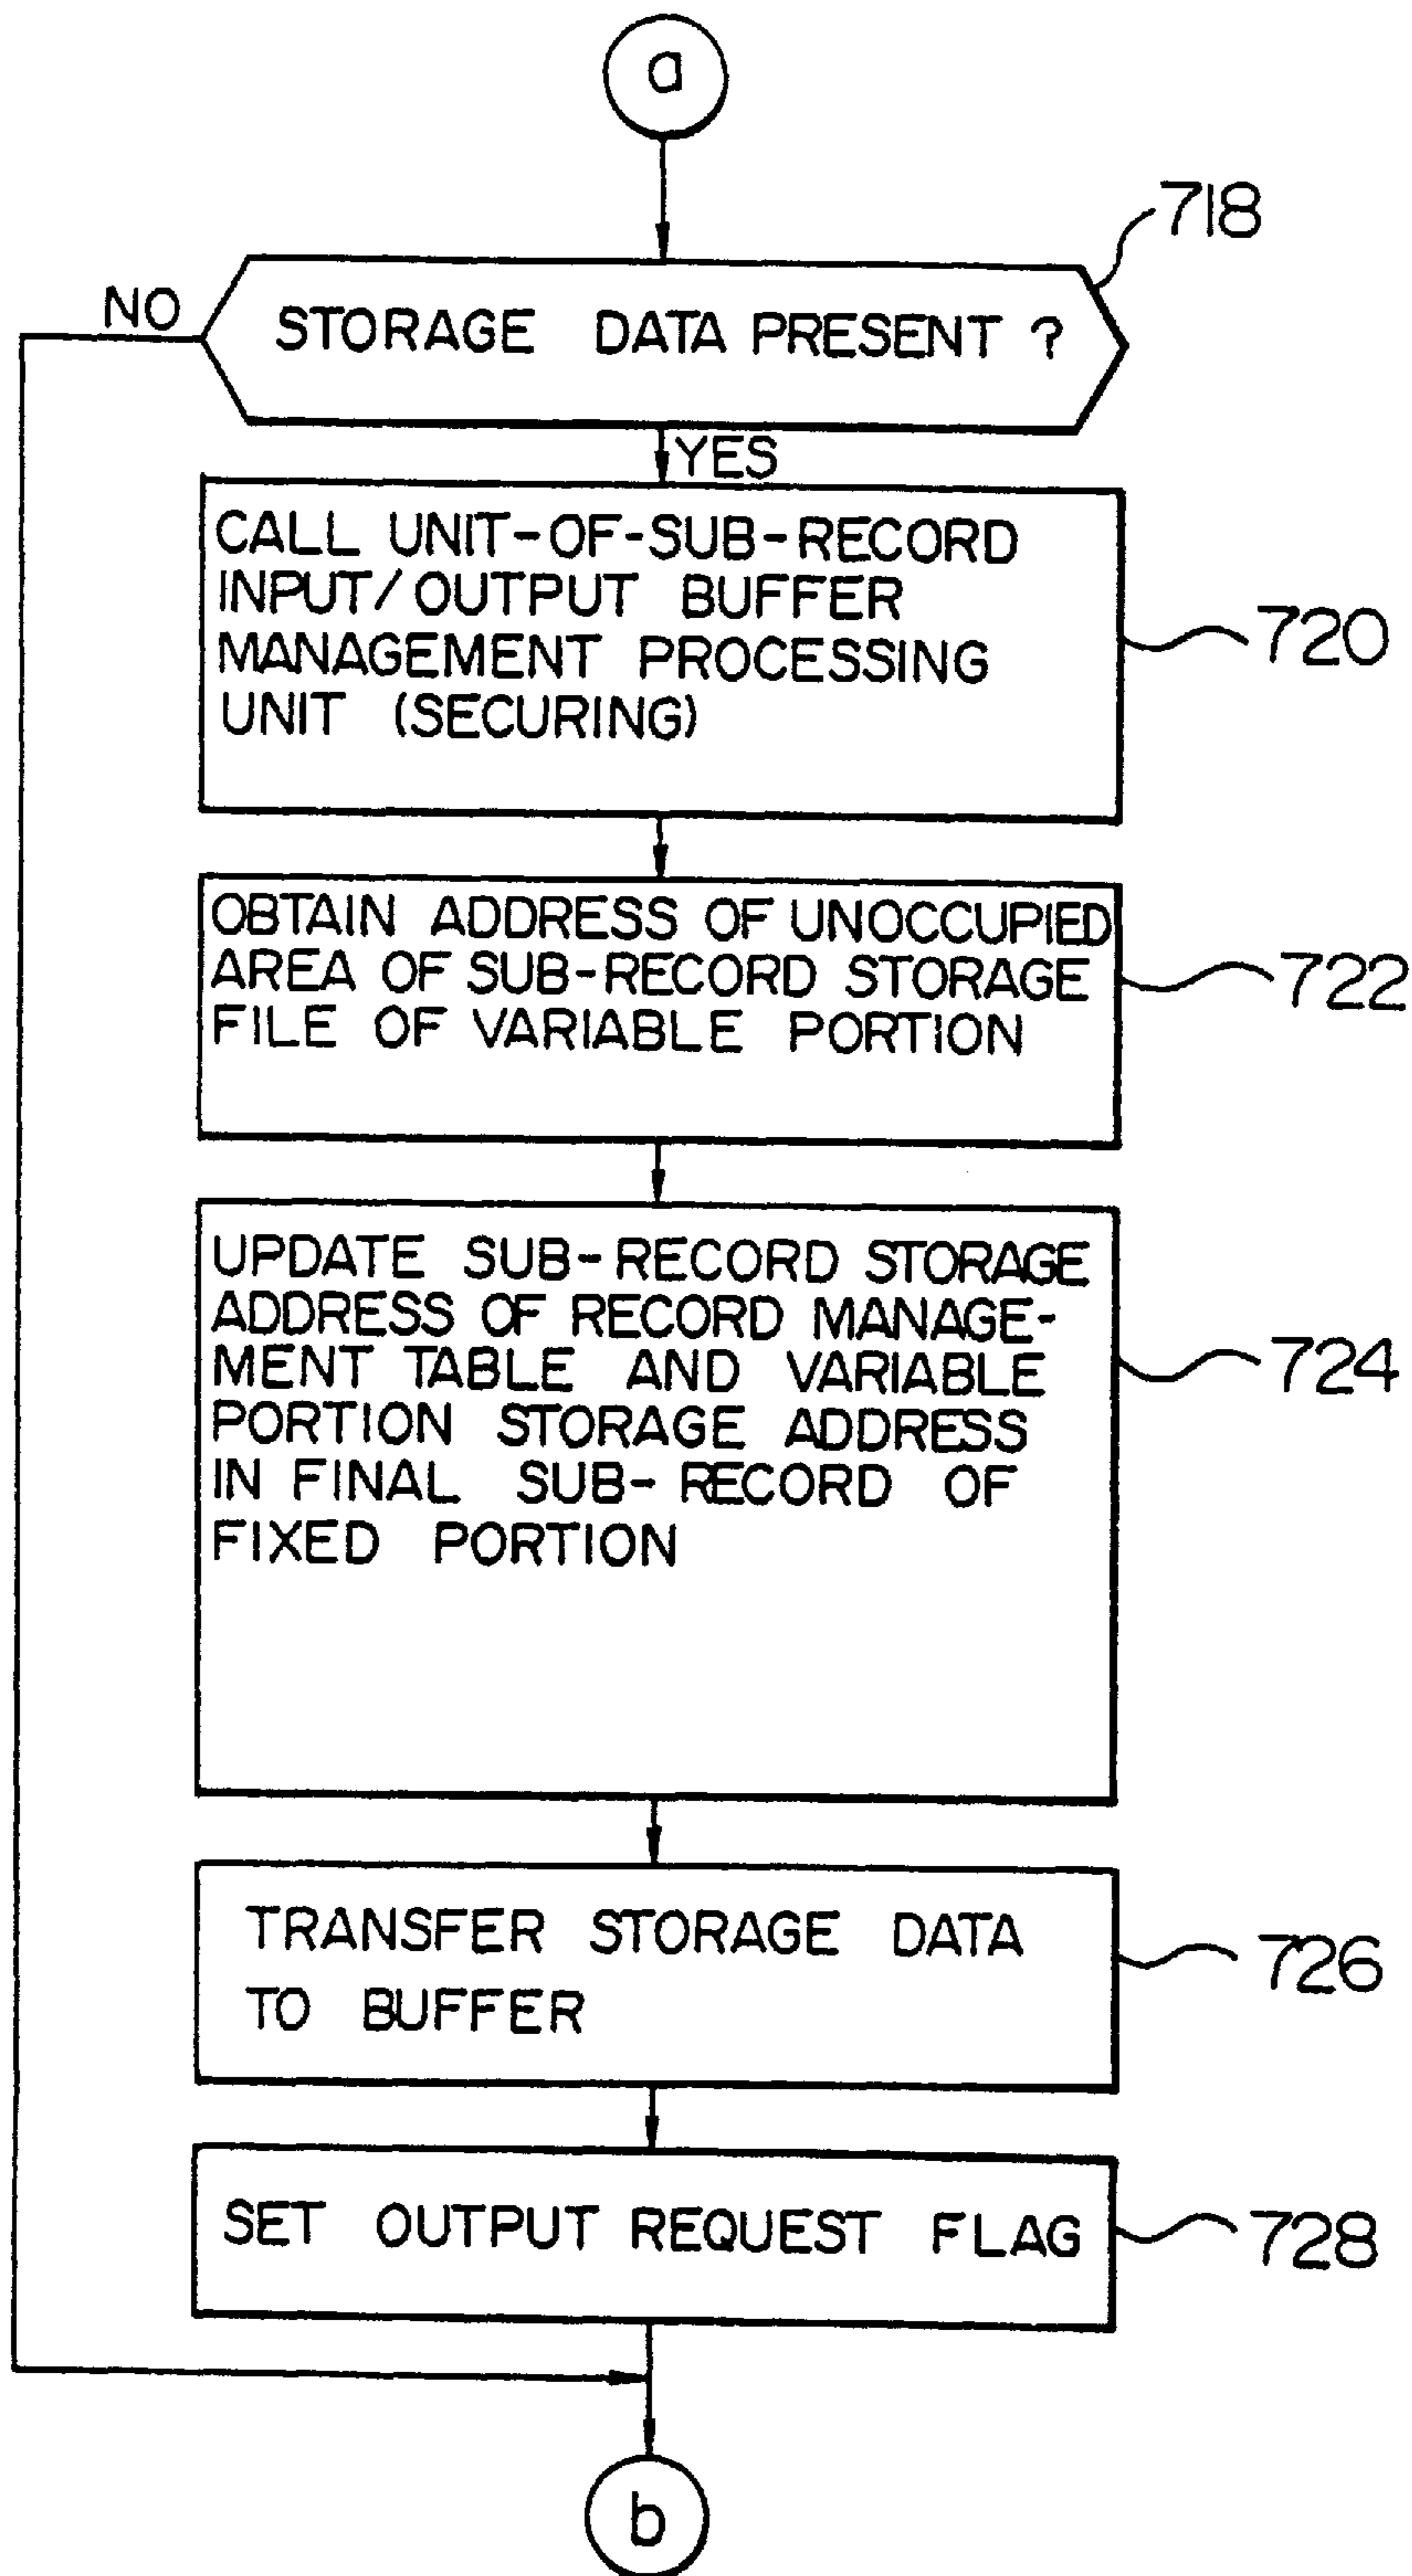 a
718
NO
STORAGE DATA PRESENT ?
YES
CALL UNIT-OF-SUB-RECORD
INPUT/OUTPUT BUFFER
MANAGEMENT PROCESSING
UNIT (SECURING)
720
OBTAIN ADDRESS OF UNOCCUPIED
AREA OF SUB-RECORD STORAGE
FILE OF VARIABLE PORTION
722
UPDATE SUB-RECORD STORAGE
ADDRESS OF RECORD MANAGE-
MENT TABLE AND VARIABLE
PORTION STORAGE ADDRESS
IN FINAL SUB-RECORD OF
FIXED PORTION
724
TRANSFER STORAGE DATA
TO BUFFER
726
SET OUTPUT REQUEST FLAG
728
b